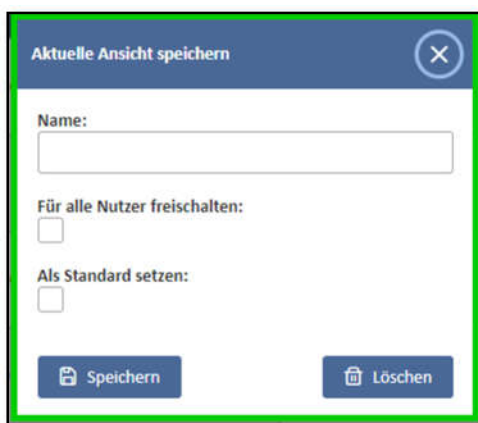 Aktuelle Ansicht speichern
Name:
Für alle Nutzer freischalten:
Als Standard setzen:
Speichern
Löschen